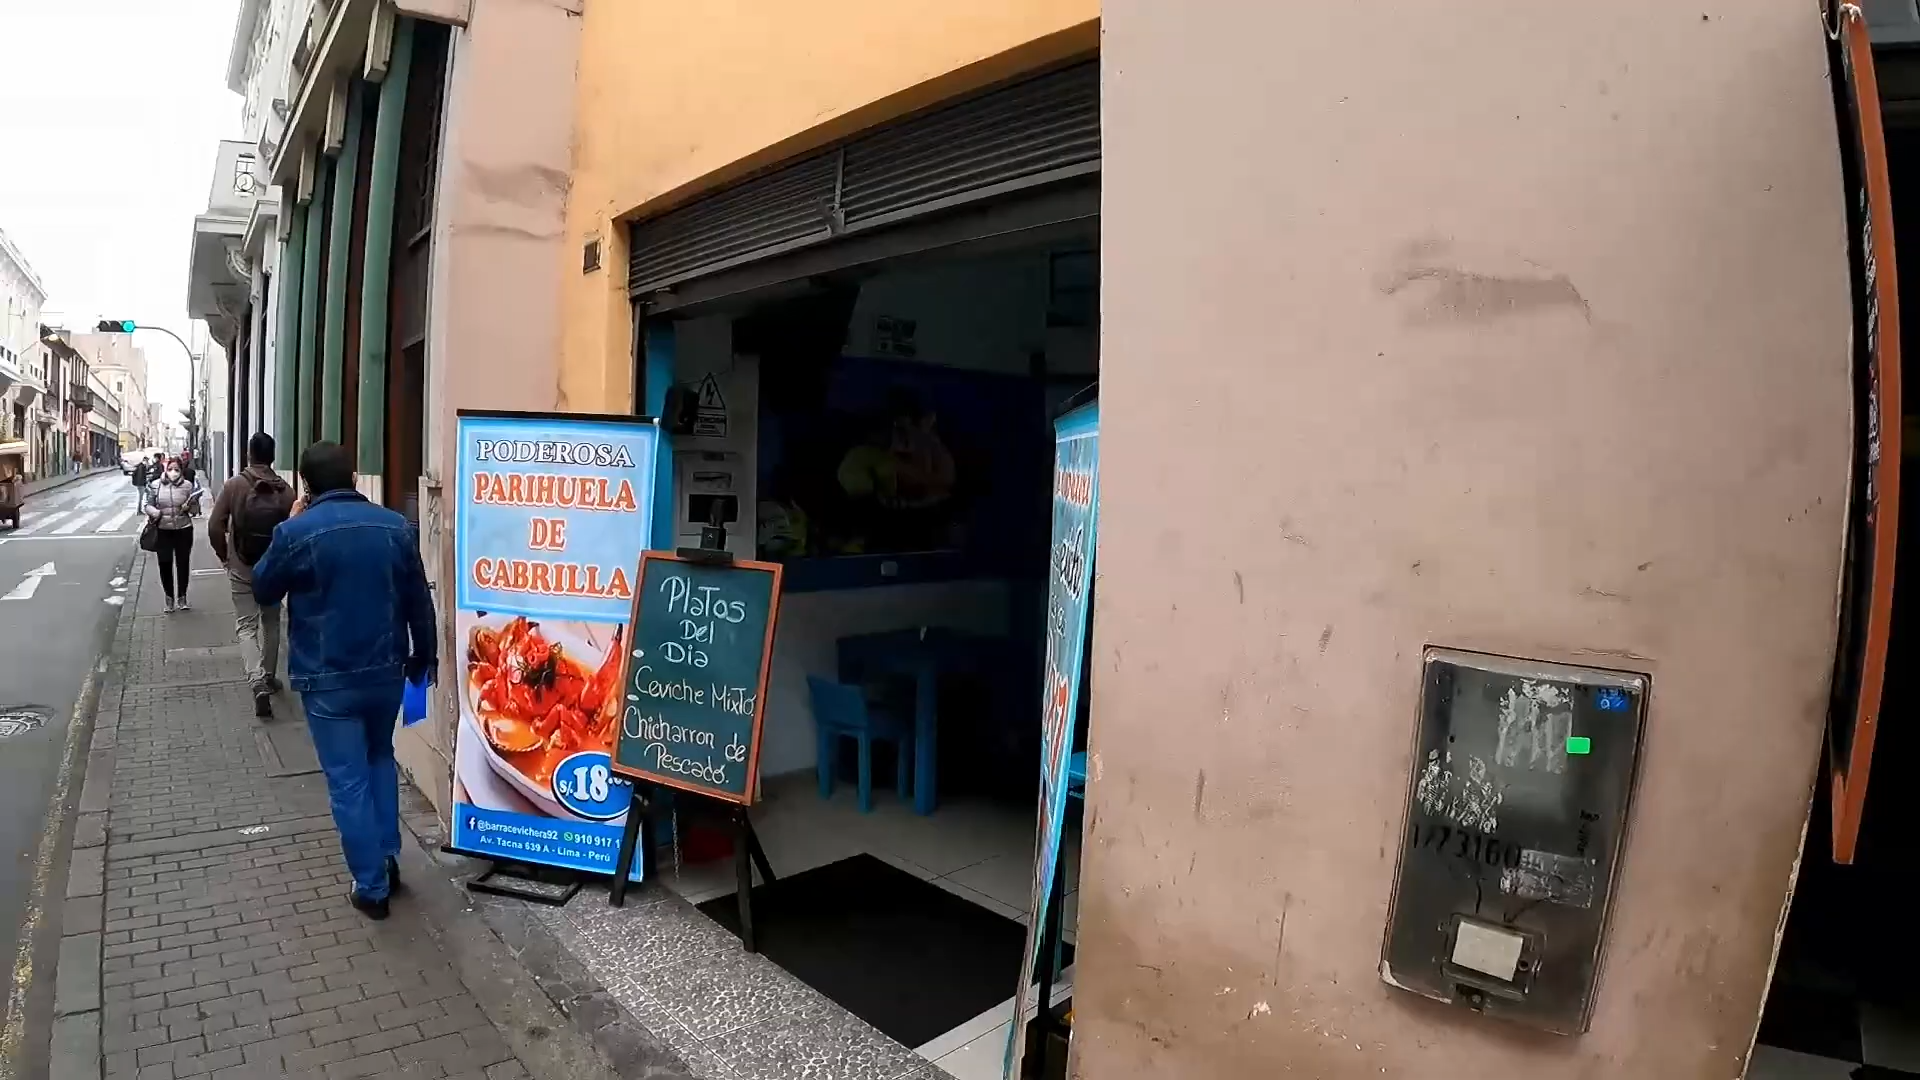 PODEROSA
PARIHUELA
DE
CABRILLA
S/.18.
@barracevichera92 910 917 1
Av. Tacna 639 A - Lima - Perú
PlaTos
Del
Dia
- Ceviche MixTo.
- Chicharron de
Pescado.